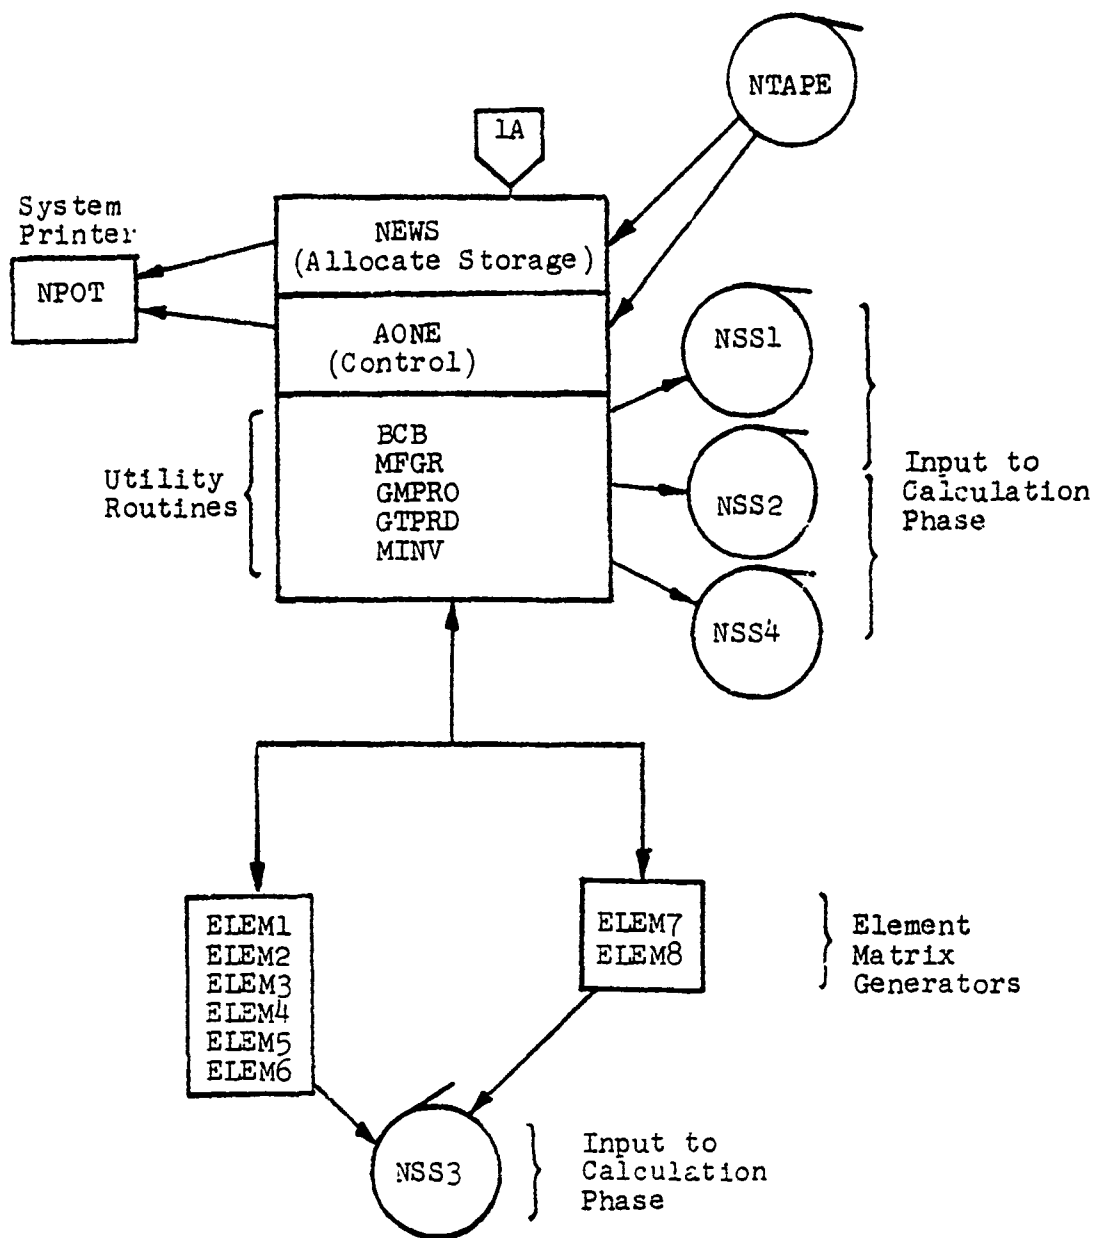 NTAPE
1A
System
Printer
NPOT
NEWS
(Allocate Storage)
AONE
(Control)
NSS1
Utility
Routines
BCB
MFGR
GMPRO
GTPRD
MINV
NSS2
Input to
Calculation
Phase
NSS4
ELEM1
ELEM2
ELEM3
ELEM4
ELEM5
ELEM6
ELEM7
ELEM8
Element
Matrix
Generators
NSS3
Input to
Calculation
Phase